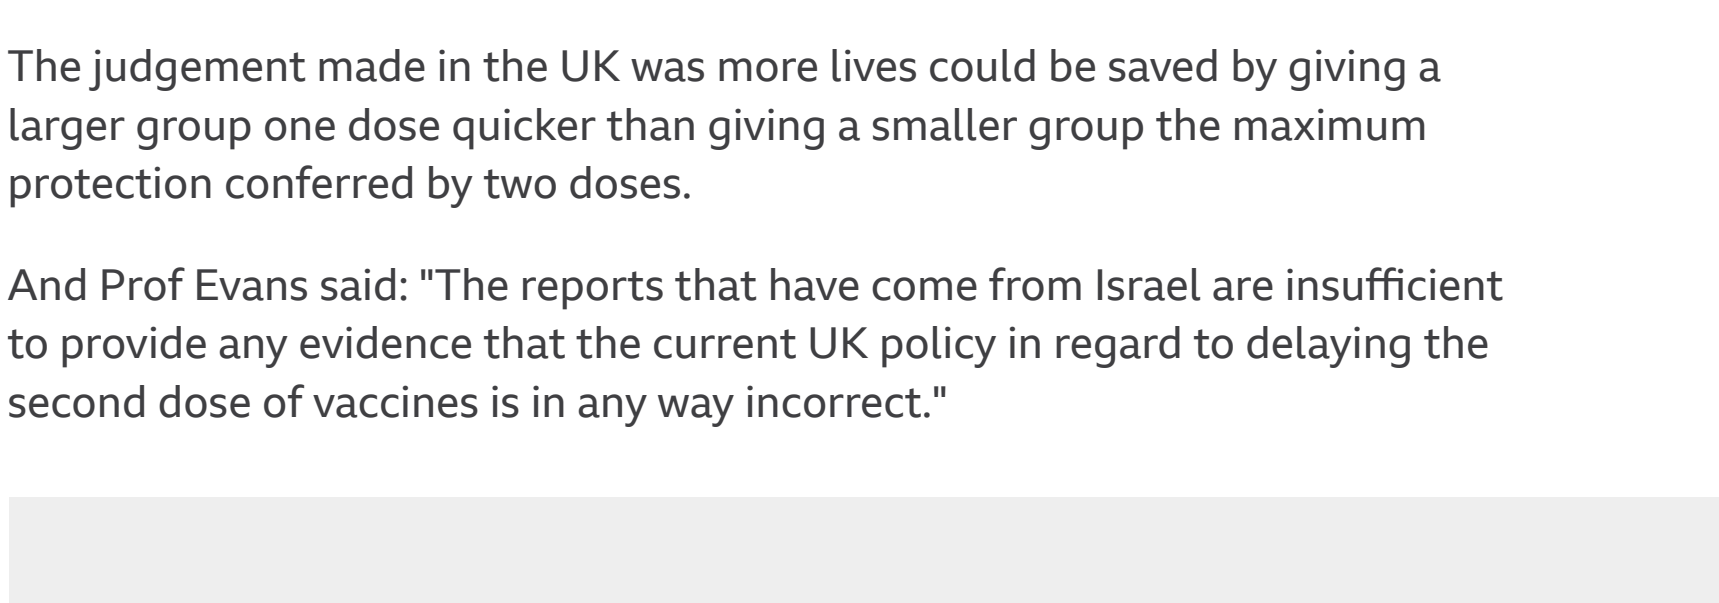 The judgement made in the UK was more lives could be saved by giving a
larger group one dose quicker than giving a smaller group the maximum
protection conferred by two doses.
And Prof Evans said: "The reports that have come from Israel are insufficient
to provide any evidence that the current UK policy in regard to delaying the
second dose of vaccines is in any way incorrect."